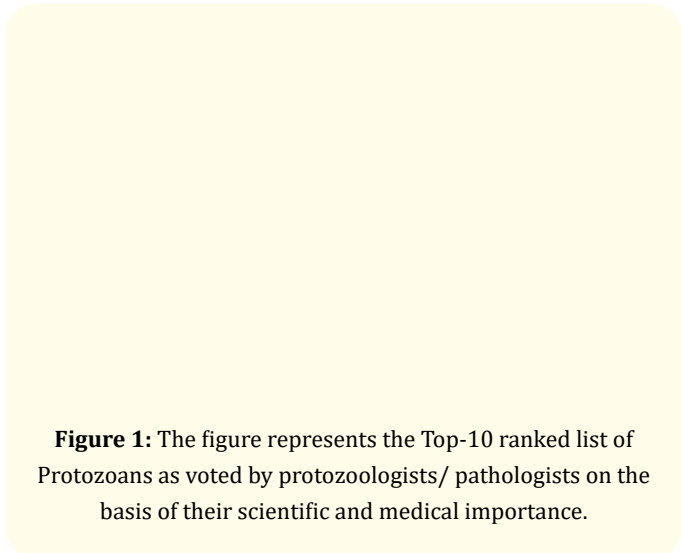 Figure 1: The figure represents the Top-10 ranked list of
Protozoans as voted by protozoologists/ pathologists on the
basis of their scientific and medical importance.